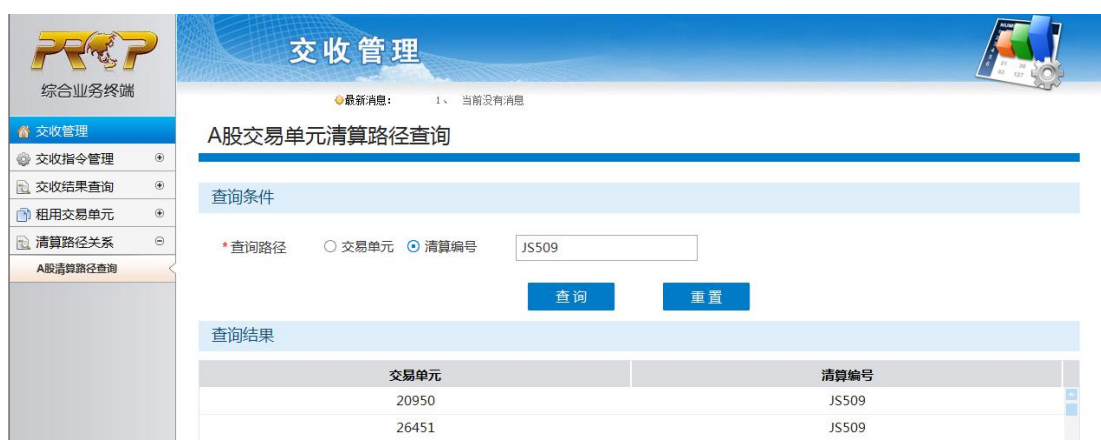 PROP
综合业务终端
交收管理
最新消息： 1、 当前没有消息
交收管理
交收指令管理
交收结果查询
租用交易单元
清算路径关系
A股清算路径查询
A股交易单元清算路径查询
查询条件
*查询路径 交易单元 清算编号 JS509
查询 重置
查询结果
交易单元 清算编号
20950 JS509
26451 JS509